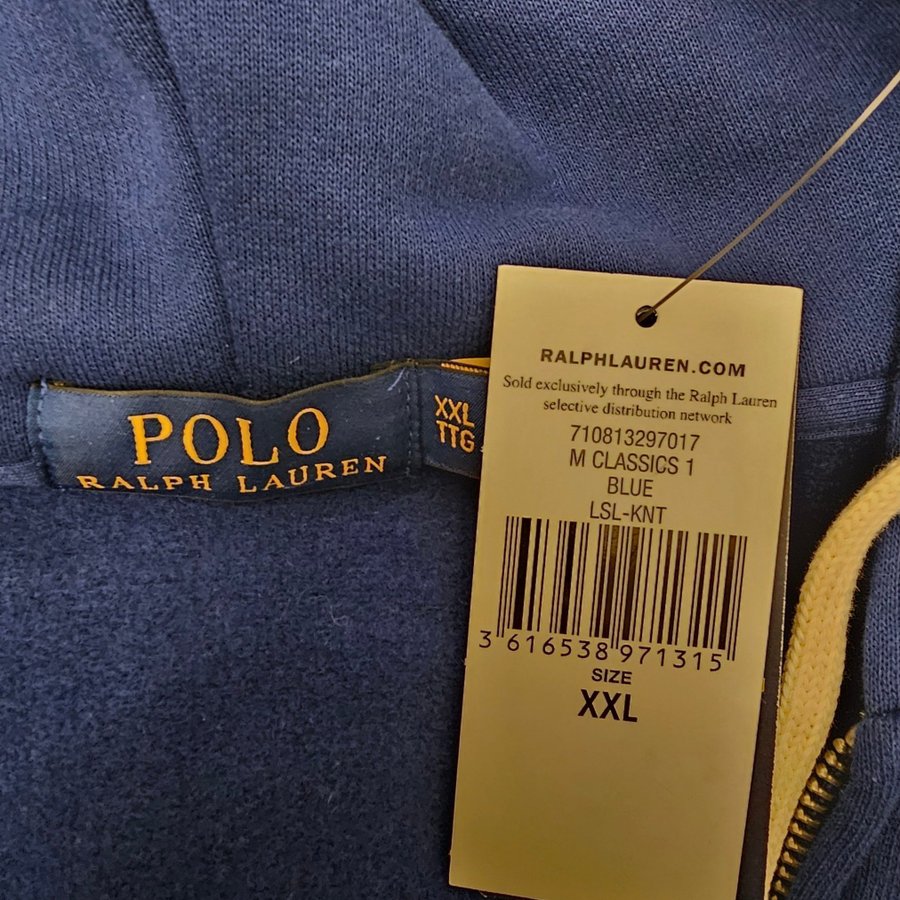 POLO
RALPH LAUREN
XXL
TTG
RALPHLAUREN.COM
Sold exclusively through the Ralph Lauren
selective distribution network
710813297017
M CLASSICS 1
BLUE
LSL-KNT
3 616538 971315
SIZE
XXL